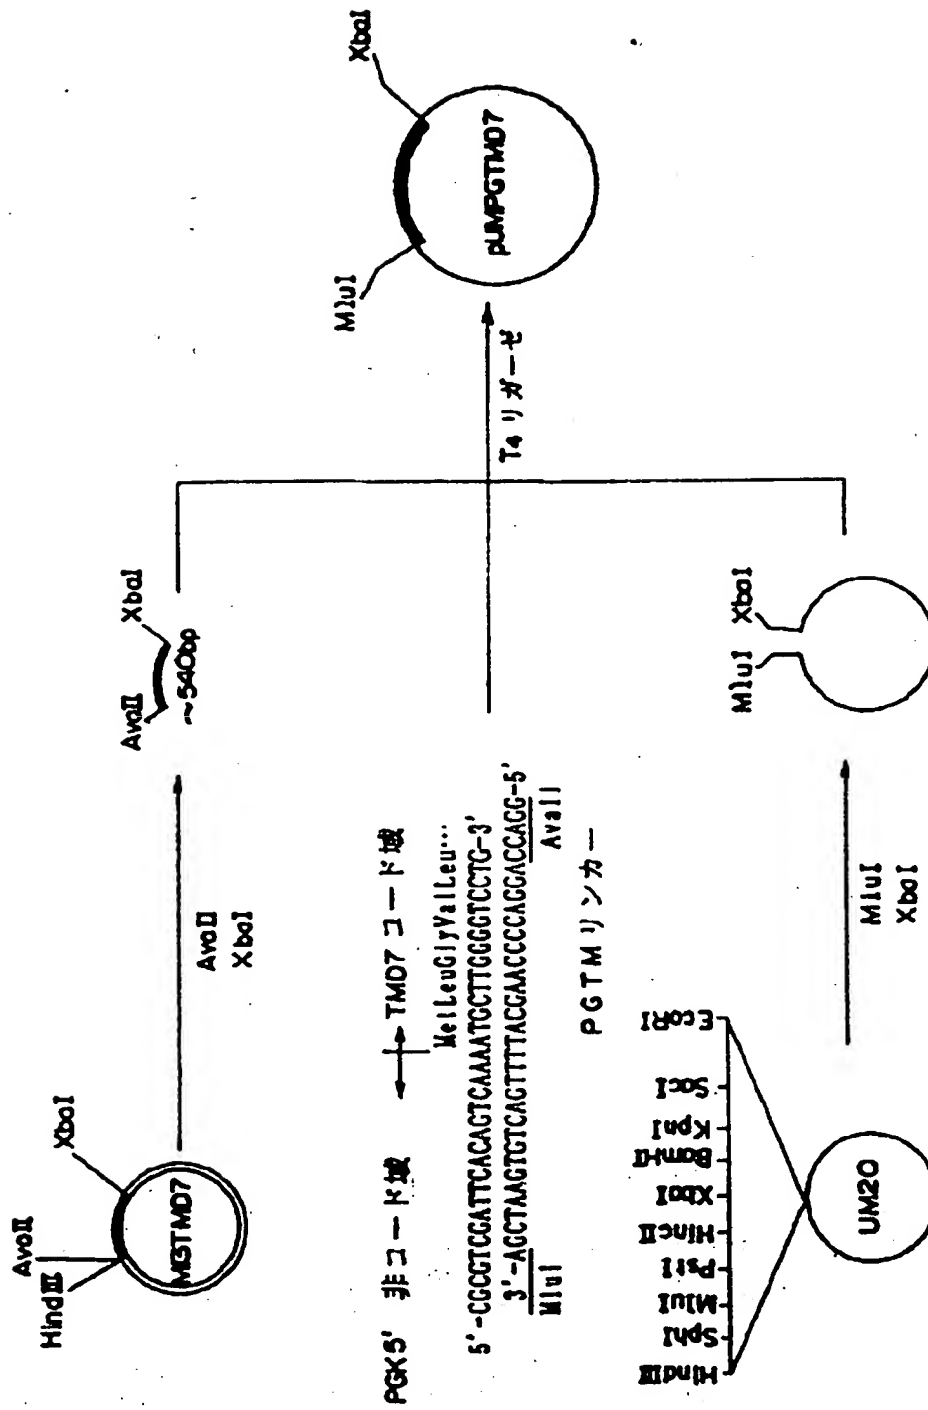 HindⅢ
AvaⅡ
XbaI
M13TMD7
AvaⅡ
XbaI
AvaⅡ
XbaI
~540bp
PGK5' 非コード域
TMD7コード域
MetLeuGlyValLeu…
5'-CGCGTCGATTCACAGTCAAAATGCTTGGGGTCCTG-3'
3'-AGCTAAGTGTCAGTTTTACGAACCCCAGGACCAGG-5'
MluI
AvaII
PGTMリンカー
HindⅢ
SphI
MluI
PstI
HincⅡ
XbaI
BamHI
KpnI
SacI
EcoRI
UM20
MluI
XbaI
MluI
XbaI
T4リガーゼ
MluI
XbaI
pUMPGTMD7